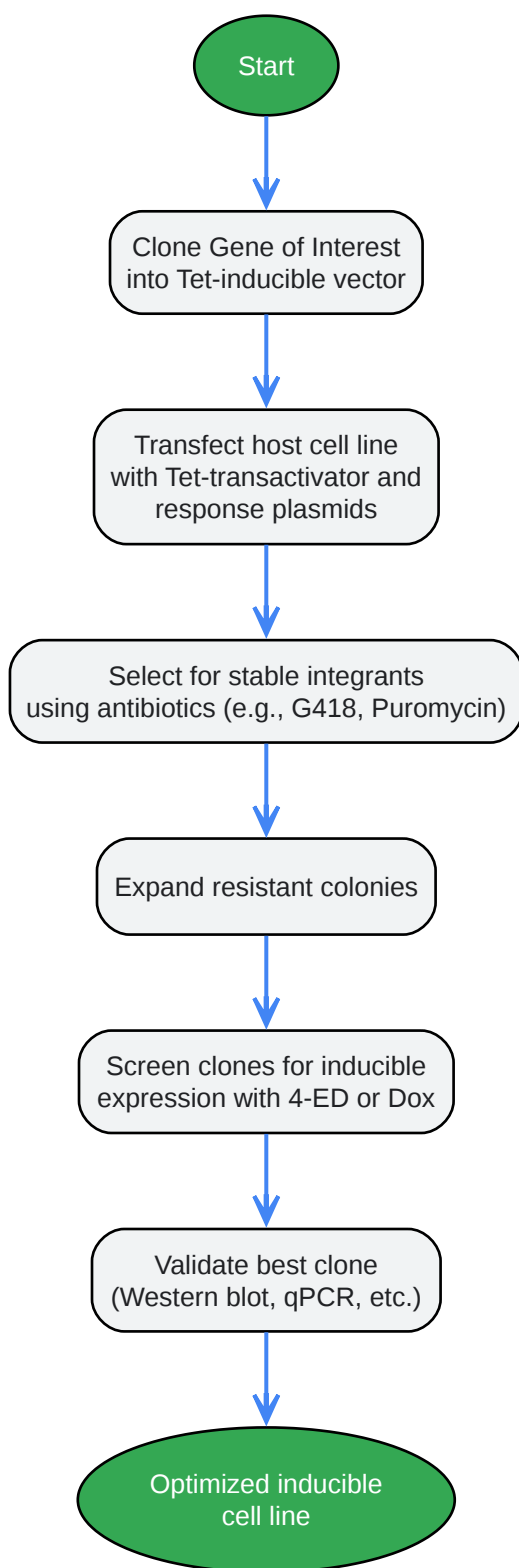 Start
Clone Gene of Interest
into Tet-inducible vector
Transfect host cell line
with Tet-transactivator and
response plasmids
Select for stable integrants
using antibiotics (e.g., G418, Puromycin)
Expand resistant colonies
Screen clones for inducible
expression with 4-ED or Dox
Validate best clone
(Western blot, qPCR, etc.)
Optimized inducible
cell line